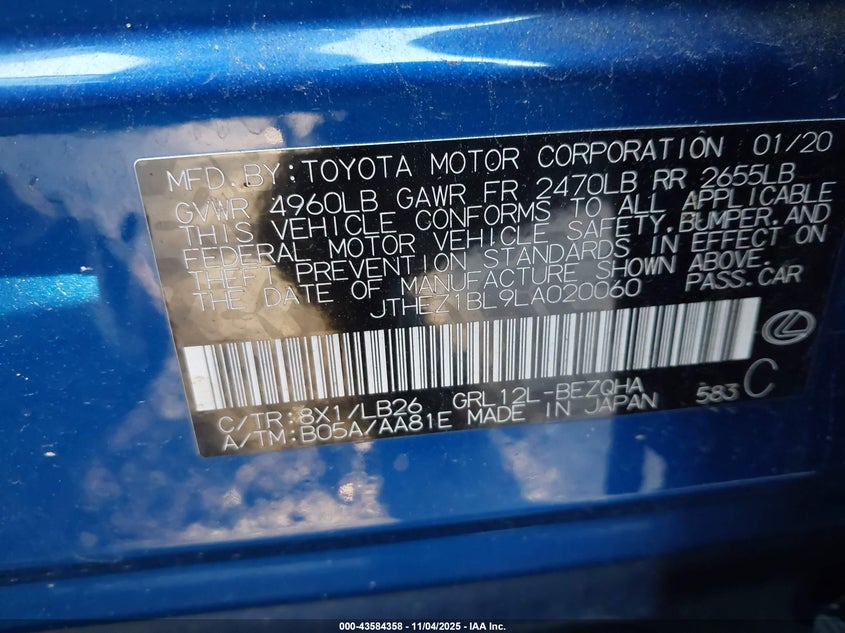 MFD. BY: TOYOTA MOTOR CORPORATION 01/20
GVWR 4960LB GAWR FR 2470LB RR 2655LB
THIS VEHICLE CONFORMS TO ALL APPLICABLE
FEDERAL MOTOR VEHICLE SAFETY, BUMPER, AND
THEFT PREVENTION STANDARDS IN EFFECT ON
THE DATE OF MANUFACTURE SHOWN ABOVE.
JTHEZ1BL9LA020060 PASS. CAR
C/TR: 8X1/LB26 GRL12L-BEZQHA 583 C
A/TM: B05A/AA81E MADE IN JAPAN
000-43584358 - 11/04/2025 - IAA Inc.